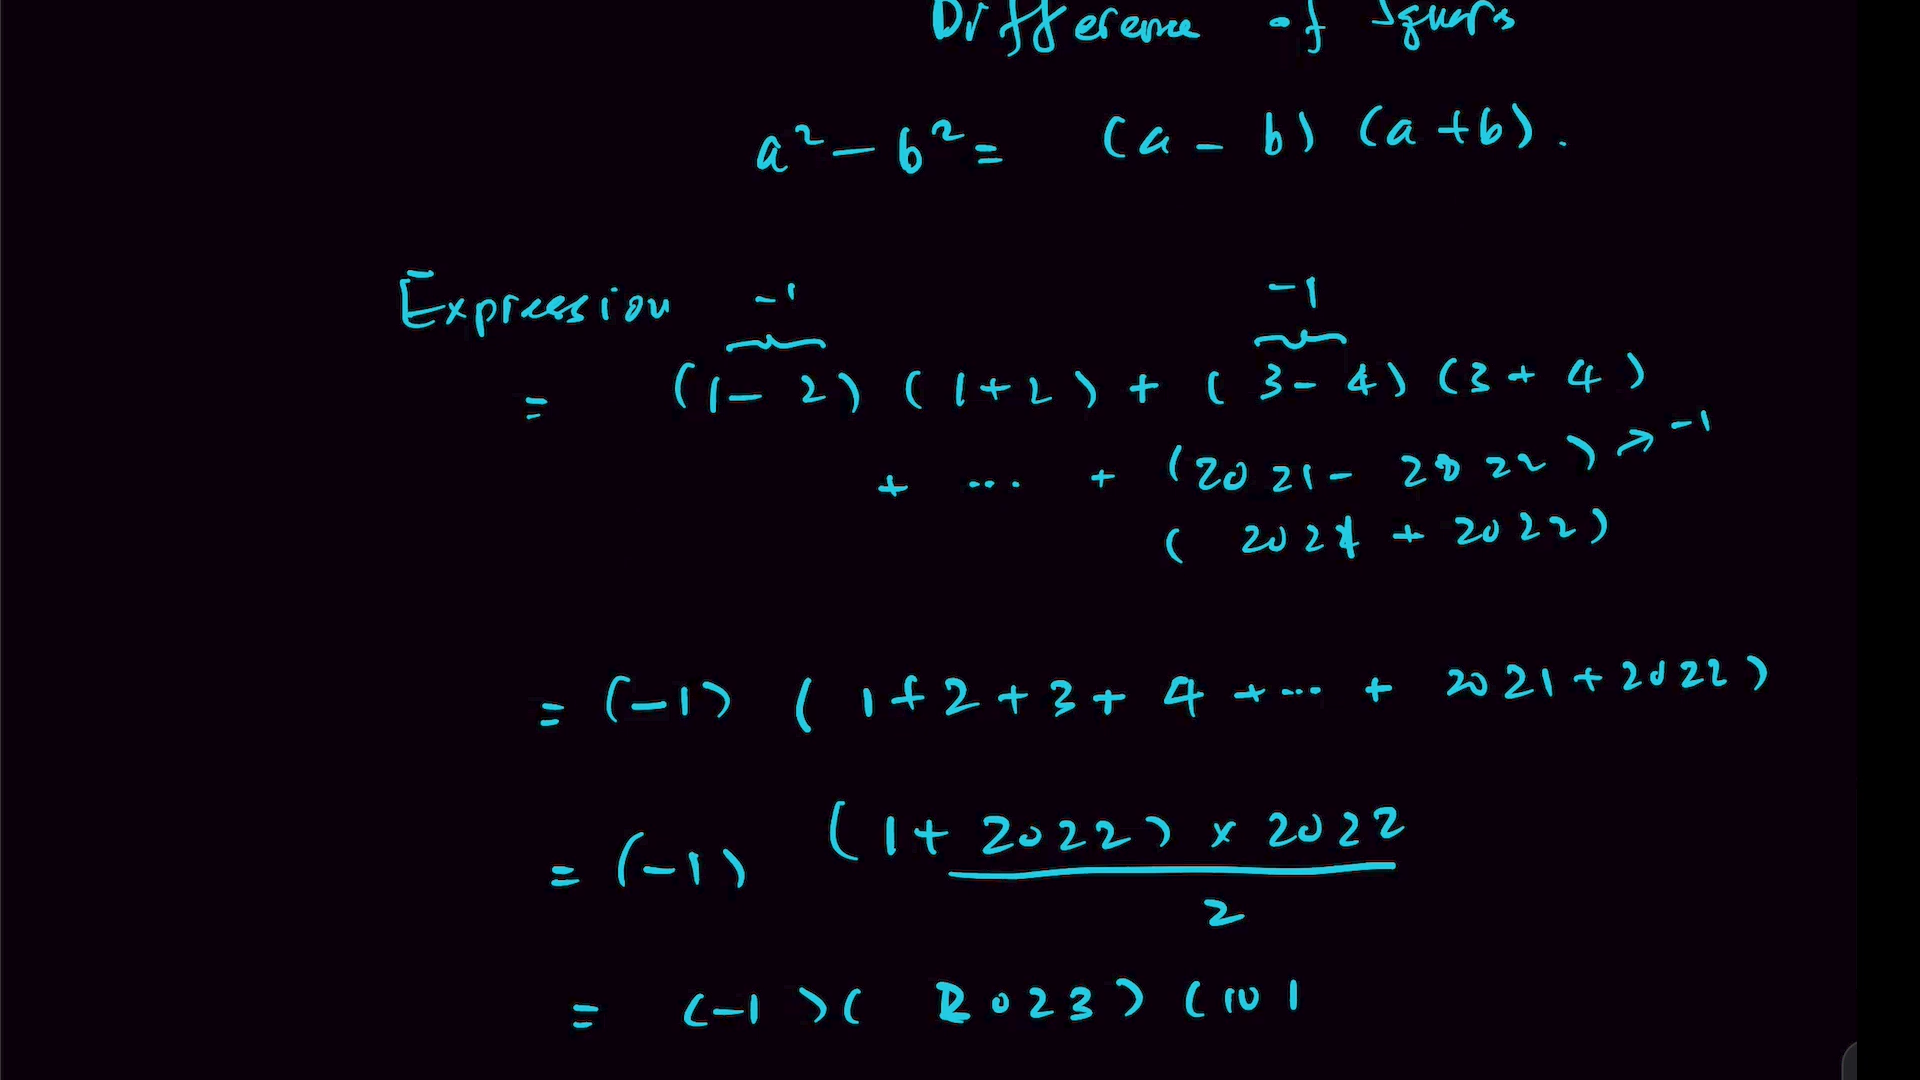 Difference of Squares
a² − b² = (a − b) (a + b).
Expression −1 −1
= (1 − 2) (1 + 2) + (3 − 4) (3 + 4)
+ ... + (2021 − 2022) → −1
(2021 + 2022)
= (−1) (1 + 2 + 3 + 4 + ... + 2021 + 2022)
= (−1) (1 + 2022) × 2022
2
= (−1)(2023) (101